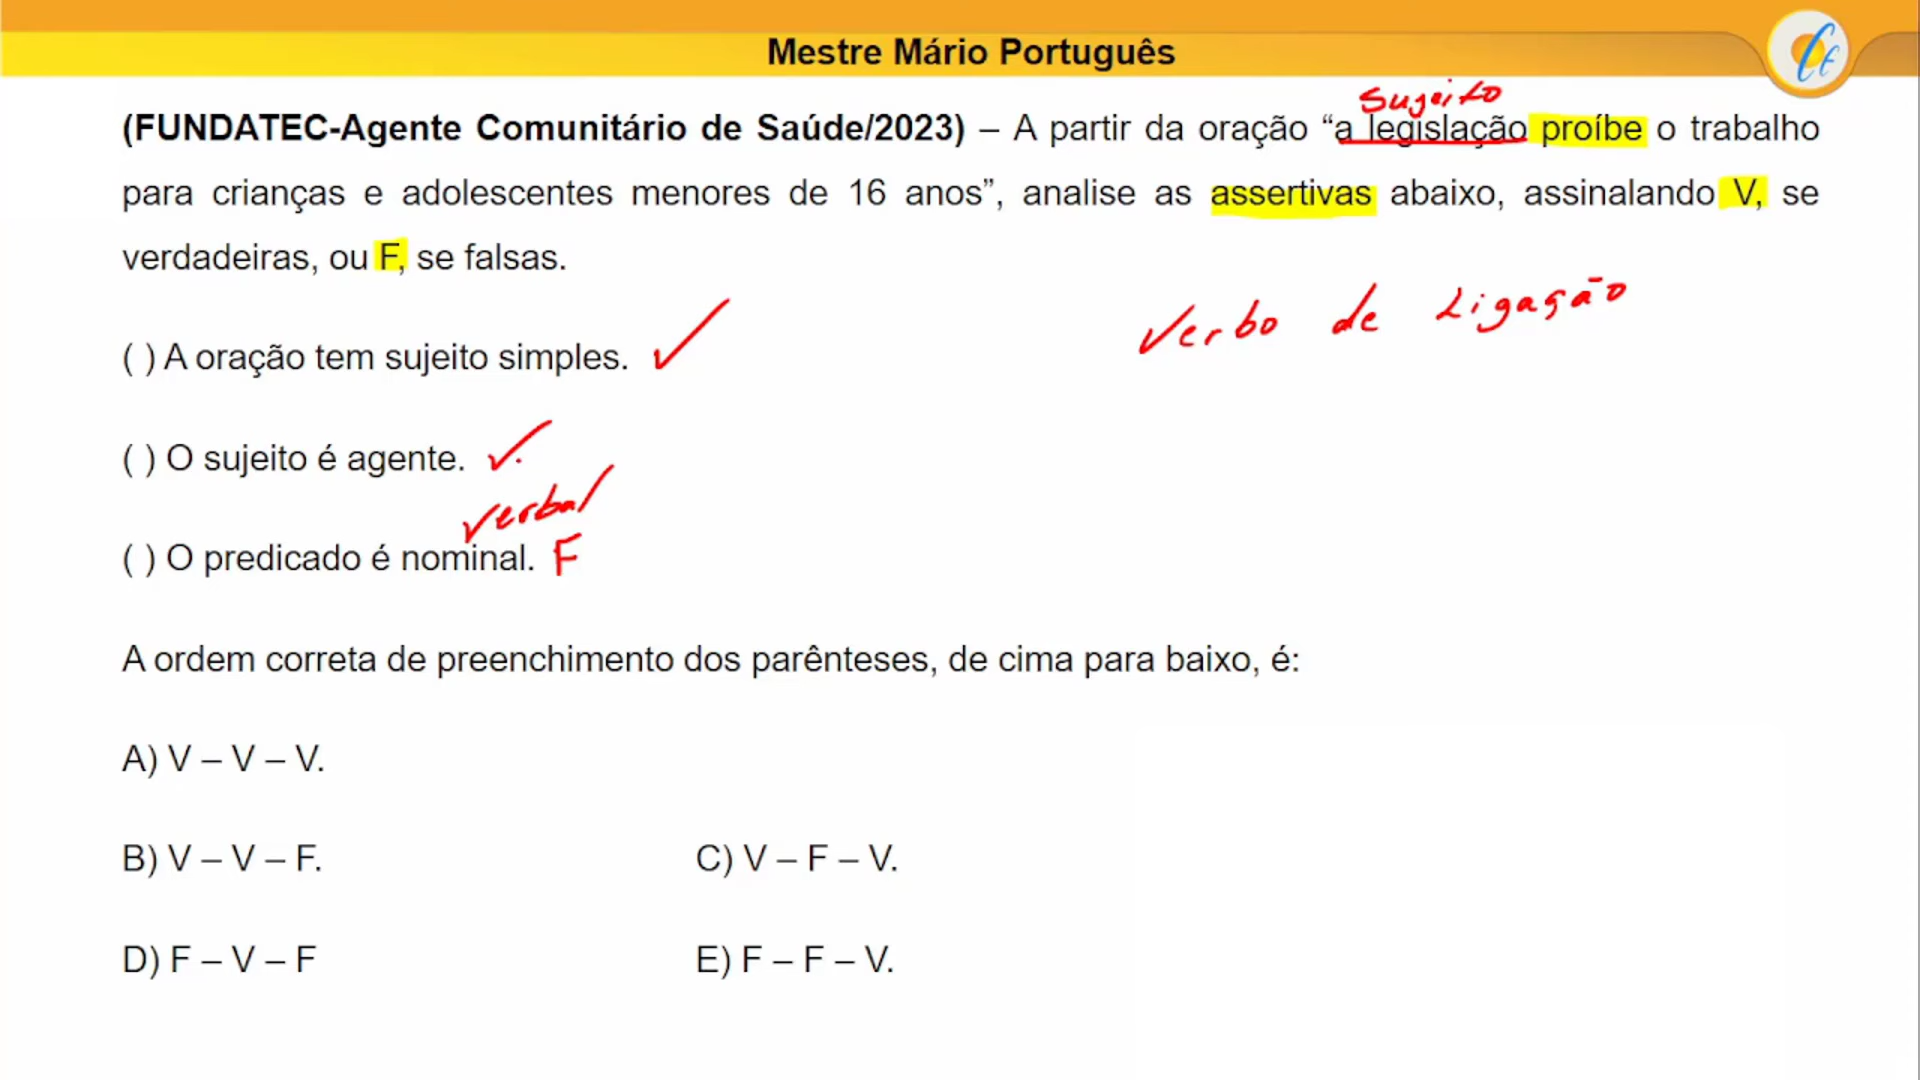 Mestre Mário Português
Sujeito
(FUNDATEC-Agente Comunitário de Saúde/2023) – A partir da oração “a legislação proíbe o trabalho
para crianças e adolescentes menores de 16 anos”, analise as assertivas abaixo, assinalando V, se
verdadeiras, ou F, se falsas.
Verbo de Ligação
( ) A oração tem sujeito simples.
( ) O sujeito é agente.
verbal
( ) O predicado é nominal. F
A ordem correta de preenchimento dos parênteses, de cima para baixo, é:
A) V – V – V.
B) V – V – F.
C) V – F – V.
D) F – V – F
E) F – F – V.